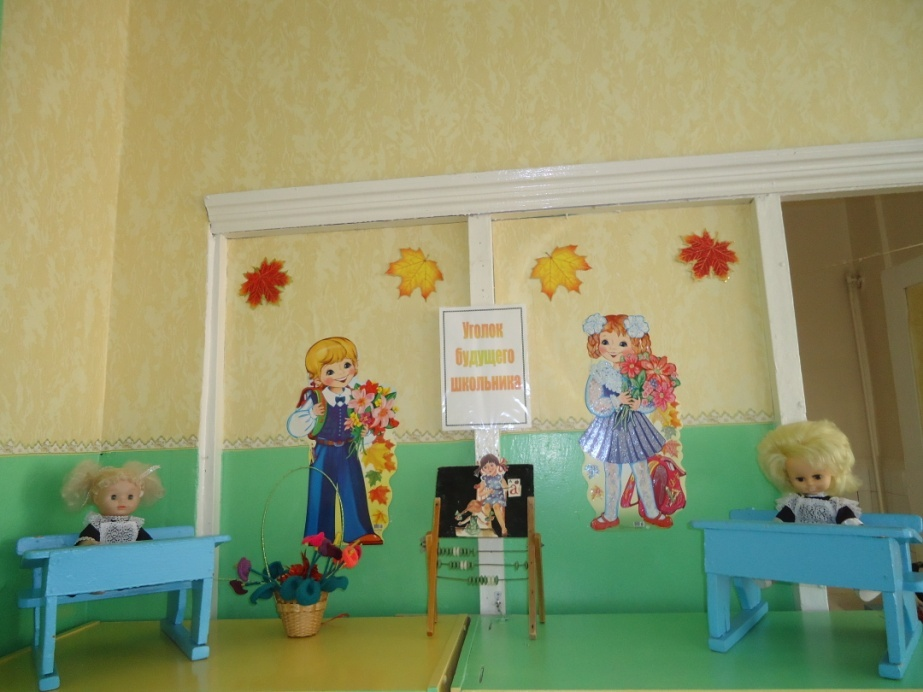 Уголок
будущего
школьника
а